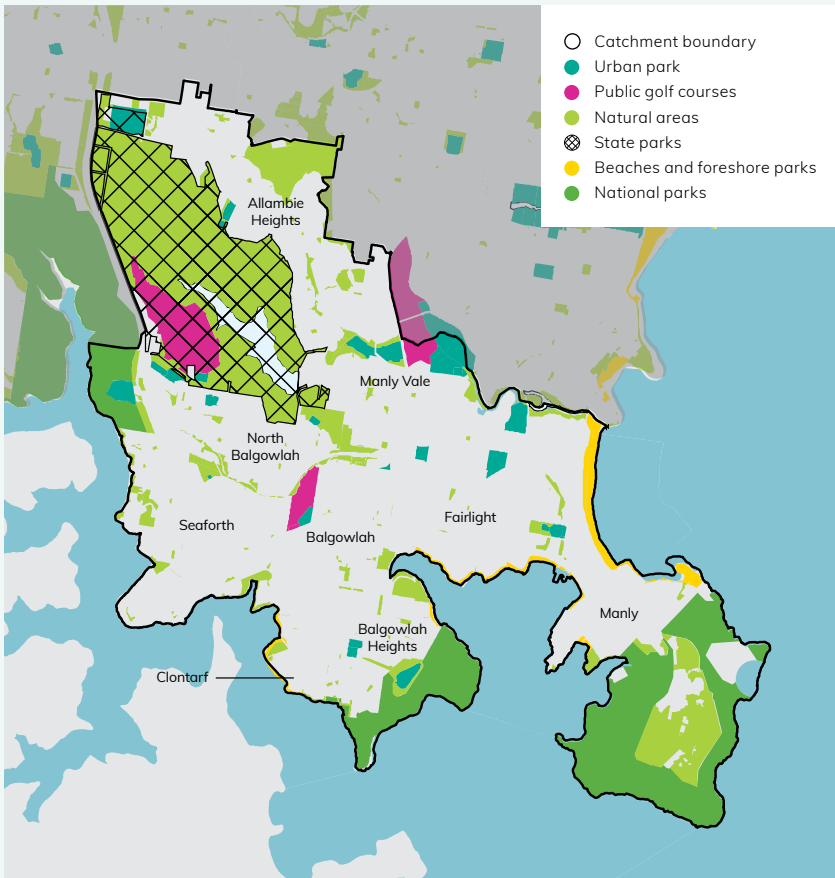 Catchment boundary
Urban park
Public golf courses
Natural areas
State parks
Beaches and foreshore parks
National parks
Allambie
Heights
Manly Vale
North
Balgowlah
Seaforth
Balgowlah
Fairlight
Manly
Balgowlah
Heights
Clontarf